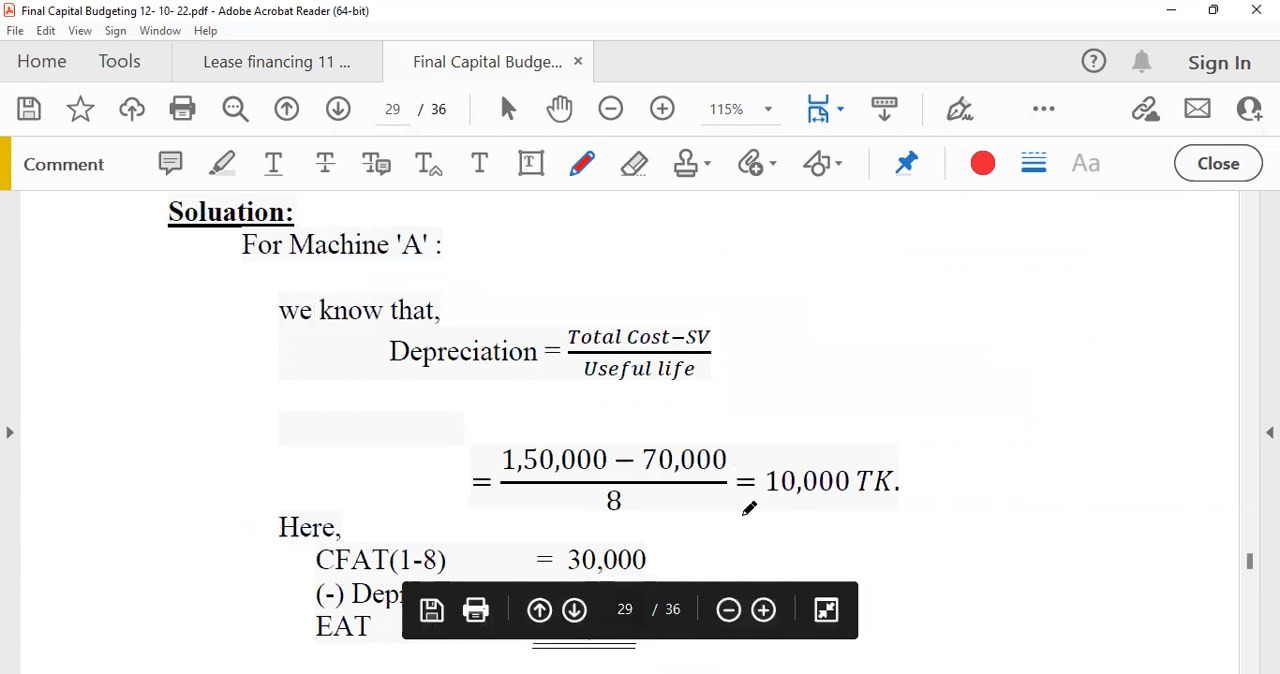 Final Capital Budgeting 12- 10- 22.pdf - Adobe Acrobat Reader (64-bit)
File Edit View Sign Window Help
Home Tools Lease financing 11 ... Final Capital Budge... ×
Sign In
29 / 36 115%
Comment Aa Close
Soluation:
For Machine 'A' :
we know that,
Depreciation = Total Cost−SV
Useful life
= 1,50,000 − 70,000 = 10,000 TK.
8
Here,
CFAT(1-8) = 30,000
(-) Dep
29 / 36
EAT